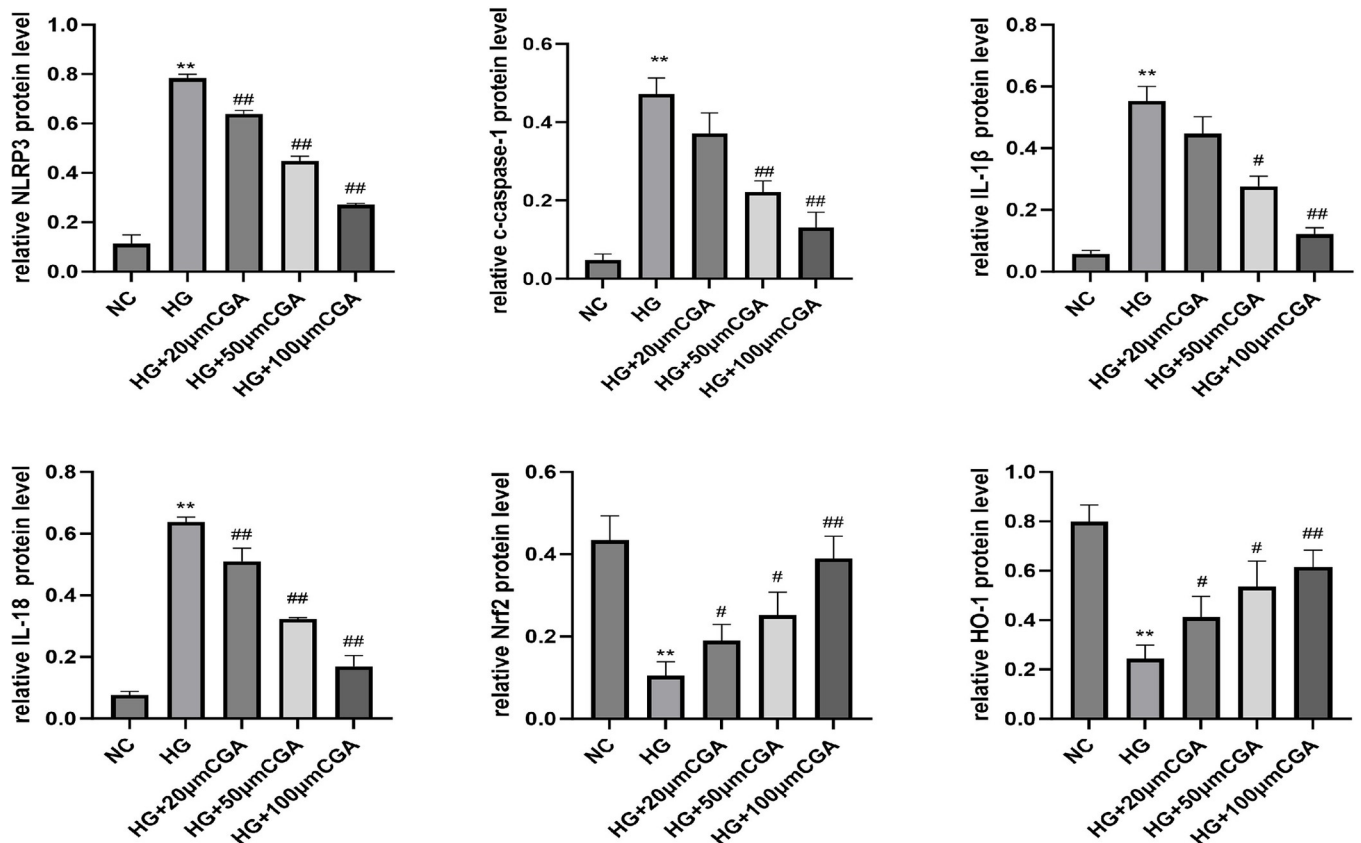 relative NLRP3 protein level
1.0
0.8
0.6
0.4
0.2
0.0
**
##
##
##
NC
HG
HG+20μmCGA
HG+50μmCGA
HG+100μmCGA
relative c-caspase-1 protein level
0.6
0.4
0.2
0.0
**
##
##
NC
HG
HG+20μmCGA
HG+50μmCGA
HG+100μmCGA
relative IL-1β protein level
0.8
0.6
0.4
0.2
0.0
**
#
##
NC
HG
HG+20μmCGA
HG+50μmCGA
HG+100μmCGA
relative IL-18 protein level
0.8
0.6
0.4
0.2
0.0
**
##
##
##
NC
HG
HG+20μmCGA
HG+50μmCGA
HG+100μmCGA
relative Nrf2 protein level
0.6
0.4
0.2
0.0
**
#
#
##
NC
HG
HG+20μmCGA
HG+50μmCGA
HG+100μmCGA
relative HO-1 protein level
1.0
0.8
0.6
0.4
0.2
0.0
**
#
#
##
NC
HG
HG+20μmCGA
HG+50μmCGA
HG+100μmCGA